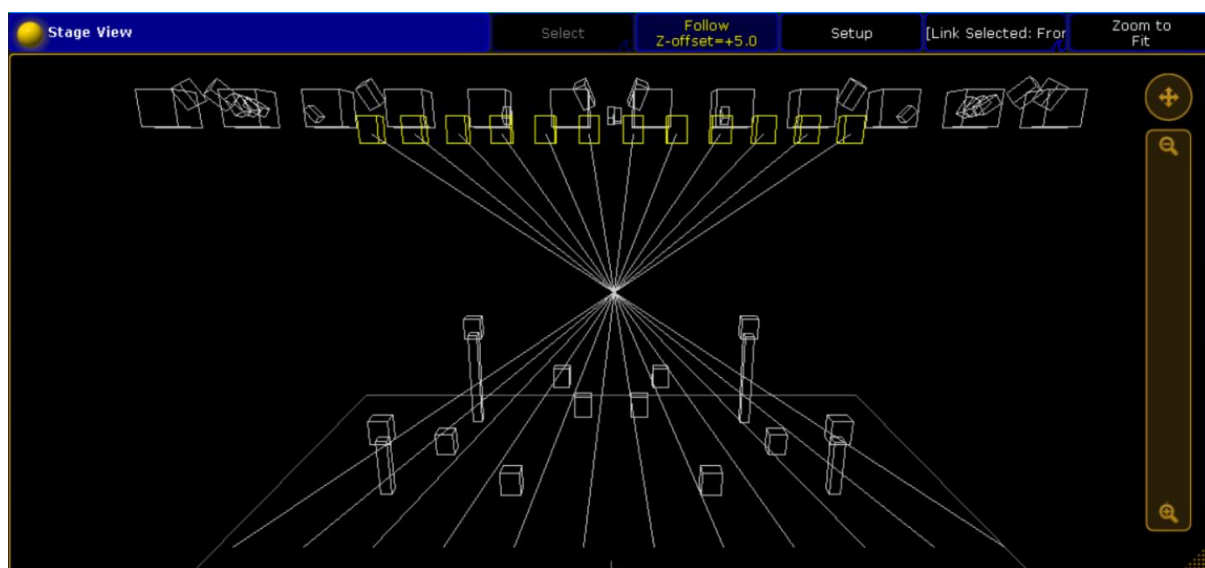 Stage View
Select
Follow
Z-offset=+5.0
Setup
[Link Selected: Fror
Zoom to
Fit